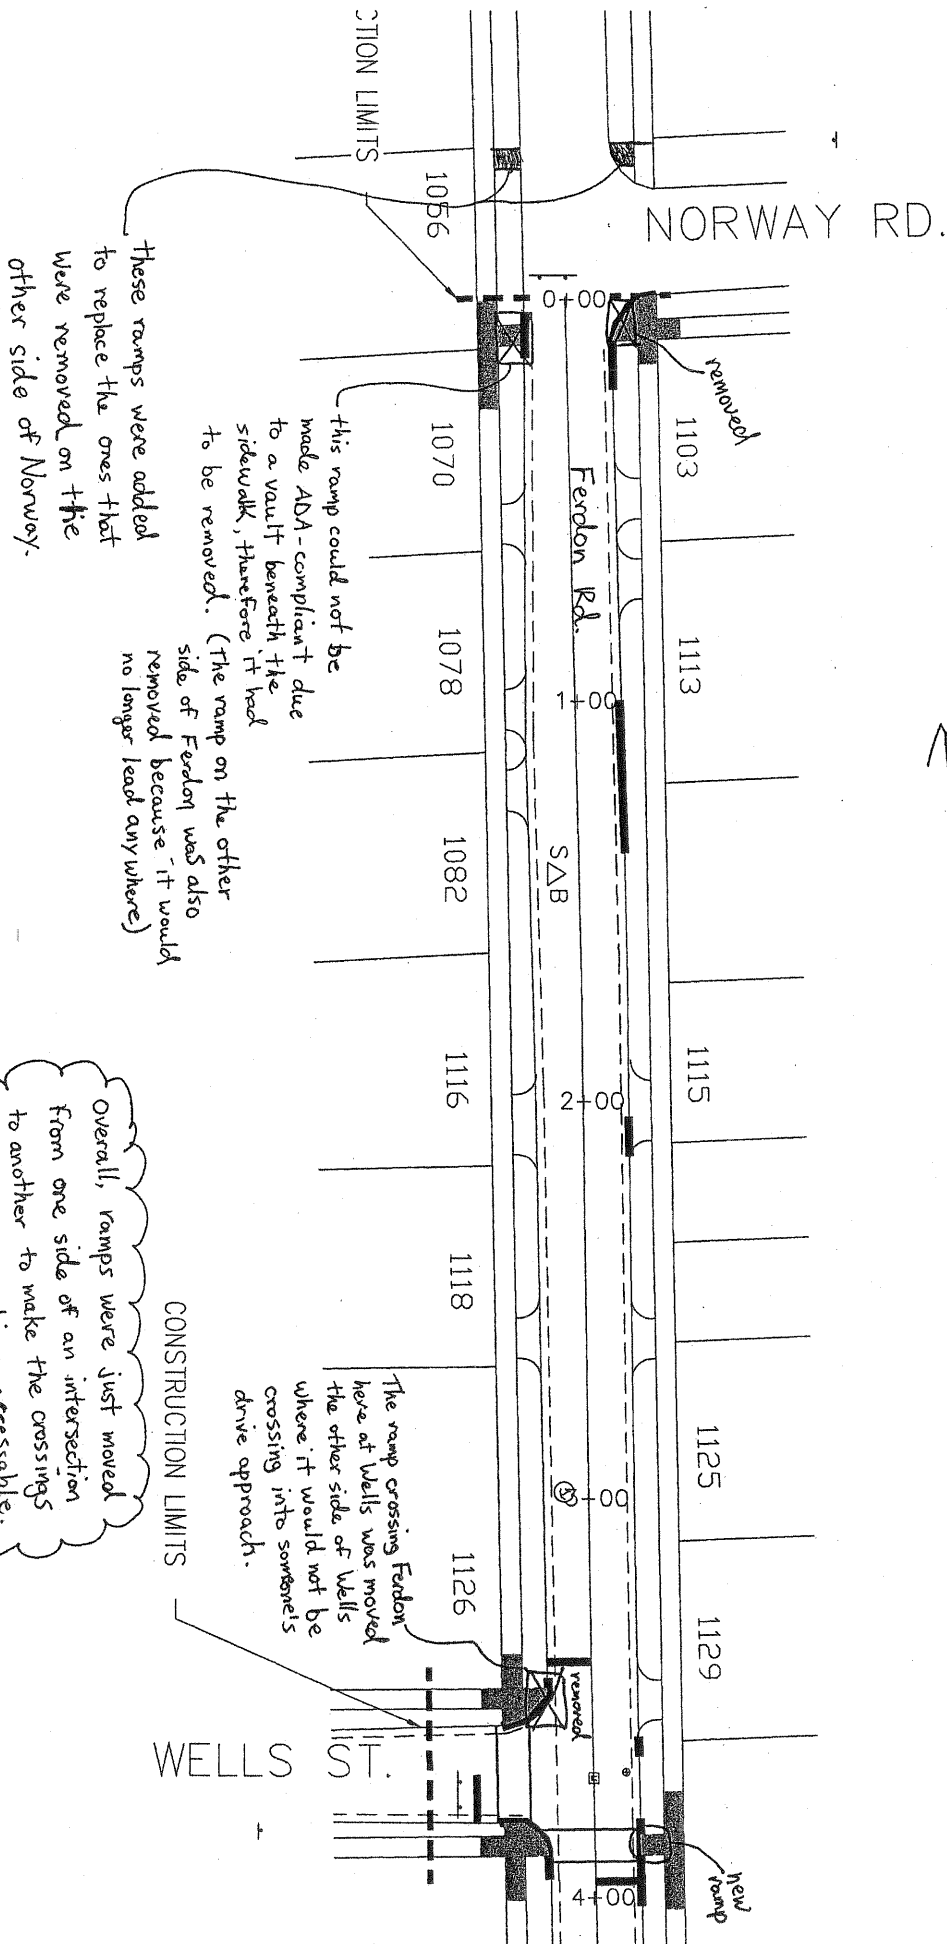 CTION LIMITS
NORWAY RD.
1056
0+00
removed
these ramps were added
to replace the ones that
were removed on the
other side of Norway.
this ramp could not be
made ADA-compliant due
to a vault beneath the
sidewalk, therefore it had
to be removed. (The ramp on the other
side of Ferdon was also
removed because it would
no longer lead anywhere)
1070
1103
Ferdon Rd.
1078
1+00
1113
1082
S△B
1116
2+00
1115
1118
Overall, ramps were just moved
from one side of an intersection
to another to make the crossings
CONSTRUCTION LIMITS
The ramp crossing Ferdon
here at Wells was moved
the other side of Wells
where it would not be
crossing into someone's
drive approach.
1125
+00
1126
1129
removed
WELLS ST.
4+00
new
ramp